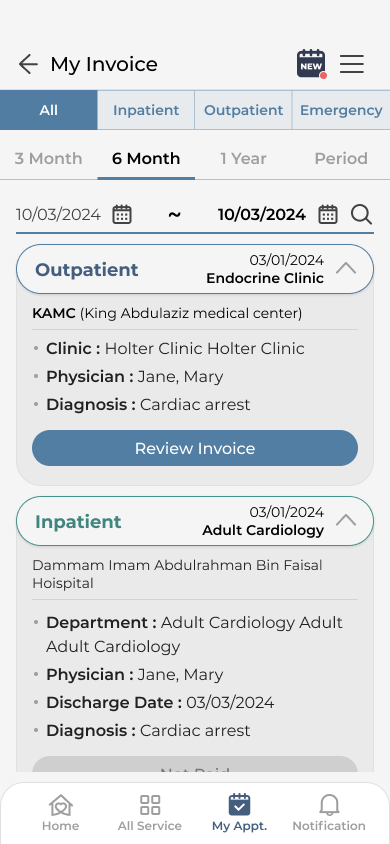 My Invoice
NEW
All
Inpatient
Outpatient
Emergency
3 Month
6 Month
1 Year
Period
10/03/2024
~
10/03/2024
Outpatient
03/01/2024
Endocrine Clinic
KAMC (King Abdulaziz medical center)
• Clinic : Holter Clinic Holter Clinic
• Physician : Jane, Mary
• Diagnosis : Cardiac arrest
Review Invoice
Inpatient
03/01/2024
Adult Cardiology
Dammam Imam Abdulrahman Bin Faisal
Hoispital
• Department : Adult Cardiology Adult
Adult Cardiology
• Physician : Jane, Mary
• Discharge Date : 03/03/2024
• Diagnosis : Cardiac arrest
Not Paid
Home
All Service
My Appt.
Notification